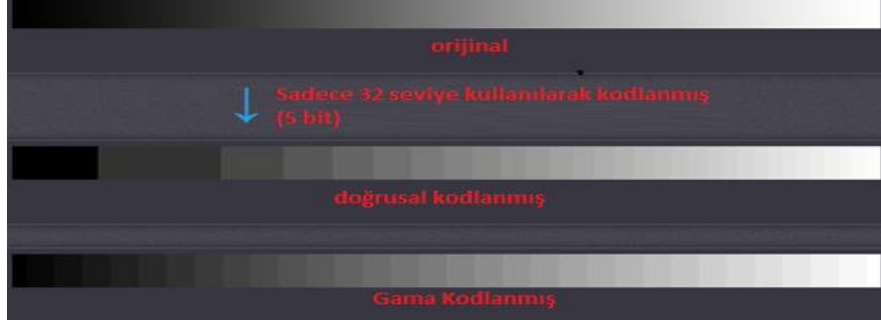 orijinal
Sadece 32 seviye kullanılarak kodlanmış
(5 bit)
doğrusal kodlanmış
Gama Kodlanmış